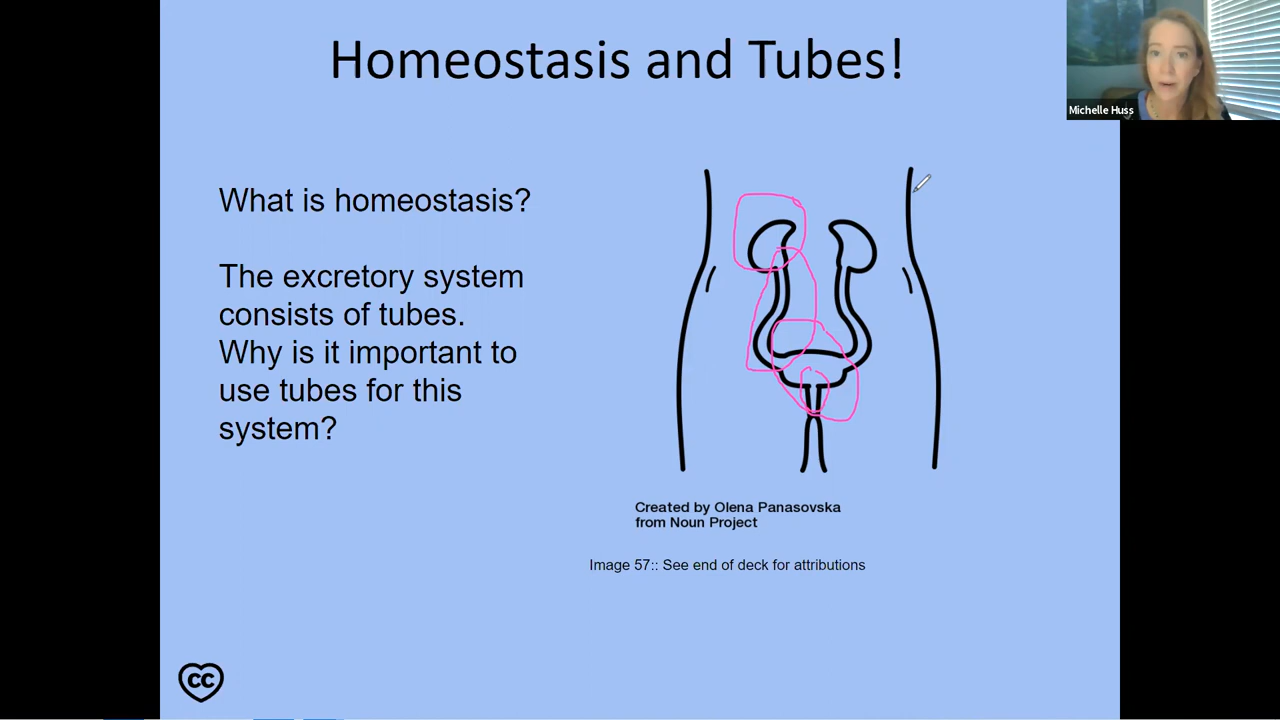 Homeostasis and Tubes!
Michelle Huss
What is homeostasis?
The excretory system
consists of tubes.
Why is it important to
use tubes for this
system?
Created by Olena Panasovska
from Noun Project
Image 57:: See end of deck for attributions
CC